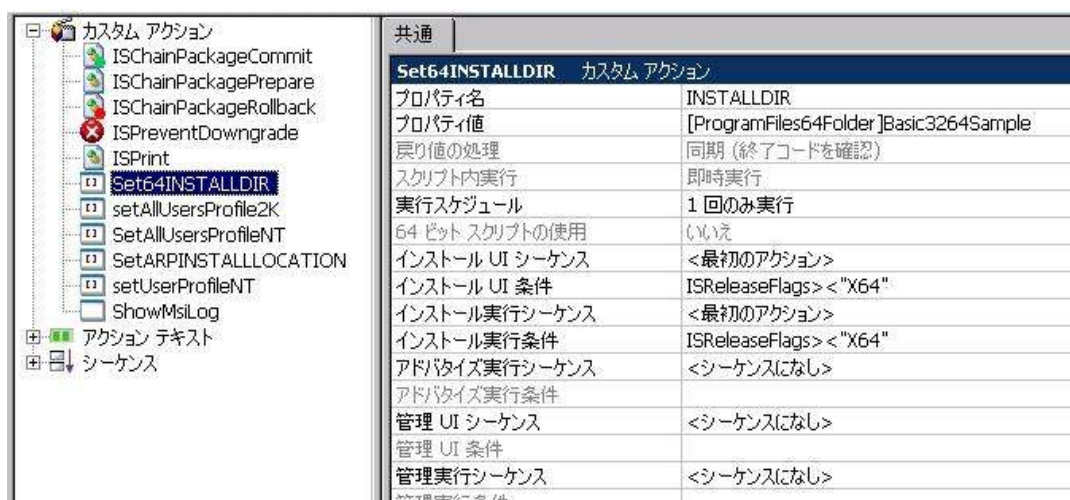 カスタム アクション
ISChainPackageCommit
ISChainPackagePrepare
ISChainPackageRollback
ISPreventDowngrade
ISPrint
Set64INSTALLDIR
setAllUsersProfile2K
SetAllUsersProfileNT
SetARPINSTALLLOCATION
setUserProfileNT
ShowMsiLog
アクション テキスト
シーケンス
共通
Set64INSTALLDIR カスタム アクション
プロパティ名 INSTALLDIR
プロパティ値 [ProgramFiles64Folder]Basic3264Sample
戻り値の処理 同期 (終了コードを確認)
スクリプト内実行 即時実行
実行スケジュール 1 回のみ実行
64 ビット スクリプトの使用 いいえ
インストール UI シーケンス <最初のアクション>
インストール UI 条件 ISReleaseFlags><"X64"
インストール実行シーケンス <最初のアクション>
インストール実行条件 ISReleaseFlags><"X64"
アドバタイズ実行シーケンス <シーケンスになし>
アドバタイズ実行条件
管理 UI シーケンス <シーケンスになし>
管理 UI 条件
管理実行シーケンス <シーケンスになし>